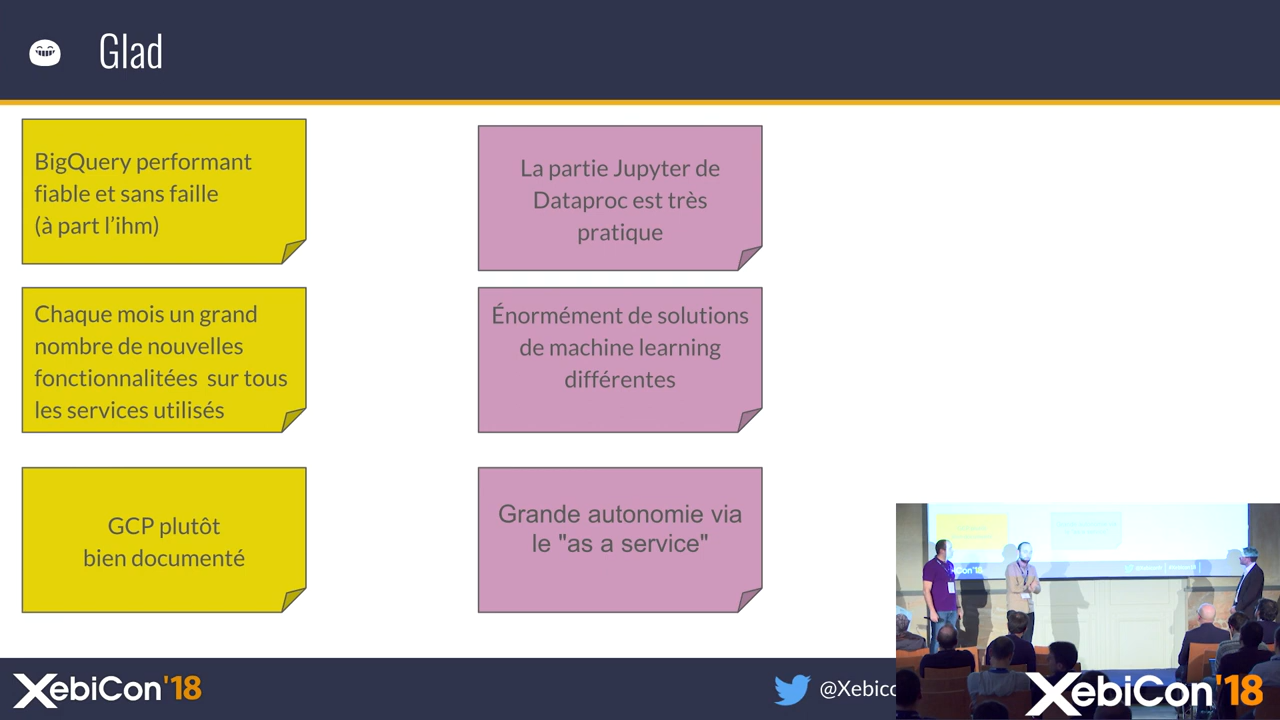 Glad
BigQuery performant
fiable et sans faille
(à part l'ihm)
La partie Jupyter de
Dataproc est très
pratique
Chaque mois un grand
nombre de nouvelles
fonctionnalitées sur tous
les services utilisés
Énormément de solutions
de machine learning
différentes
GCP plutôt
bien documenté
Grande autonomie via
le "as a service"
XebiCon'18
XebiCon'18